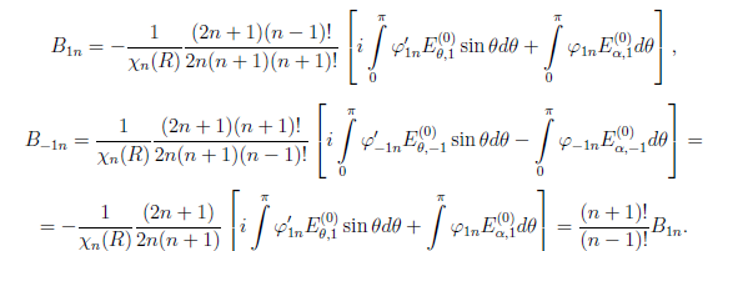 B_{1n} = -\frac{1}{\chi_n(R)} \frac{(2n+1)(n-1)!}{2n(n+1)(n+1)!} \left[ i \int_0^\pi \varphi'_{1n} E^{(0)}_{\theta,1} \sin\theta d\theta + \int_0^\pi \varphi_{1n} E^{(0)}_{\alpha,1} d\theta \right],
B_{-1n} = \frac{1}{\chi_n(R)} \frac{(2n+1)(n+1)!}{2n(n+1)(n-1)!} \left[ i \int_0^\pi \varphi'_{-1n} E^{(0)}_{\theta,-1} \sin\theta d\theta - \int_0^\pi \varphi_{-1n} E^{(0)}_{\alpha,-1} d\theta \right] =
= -\frac{1}{\chi_n(R)} \frac{(2n+1)}{2n(n+1)} \left[ i \int_0^\pi \varphi'_{1n} E^{(0)}_{\theta,1} \sin\theta d\theta + \int_0^\pi \varphi_{1n} E^{(0)}_{\alpha,1} d\theta \right] = \frac{(n+1)!}{(n-1)!} B_{1n}.